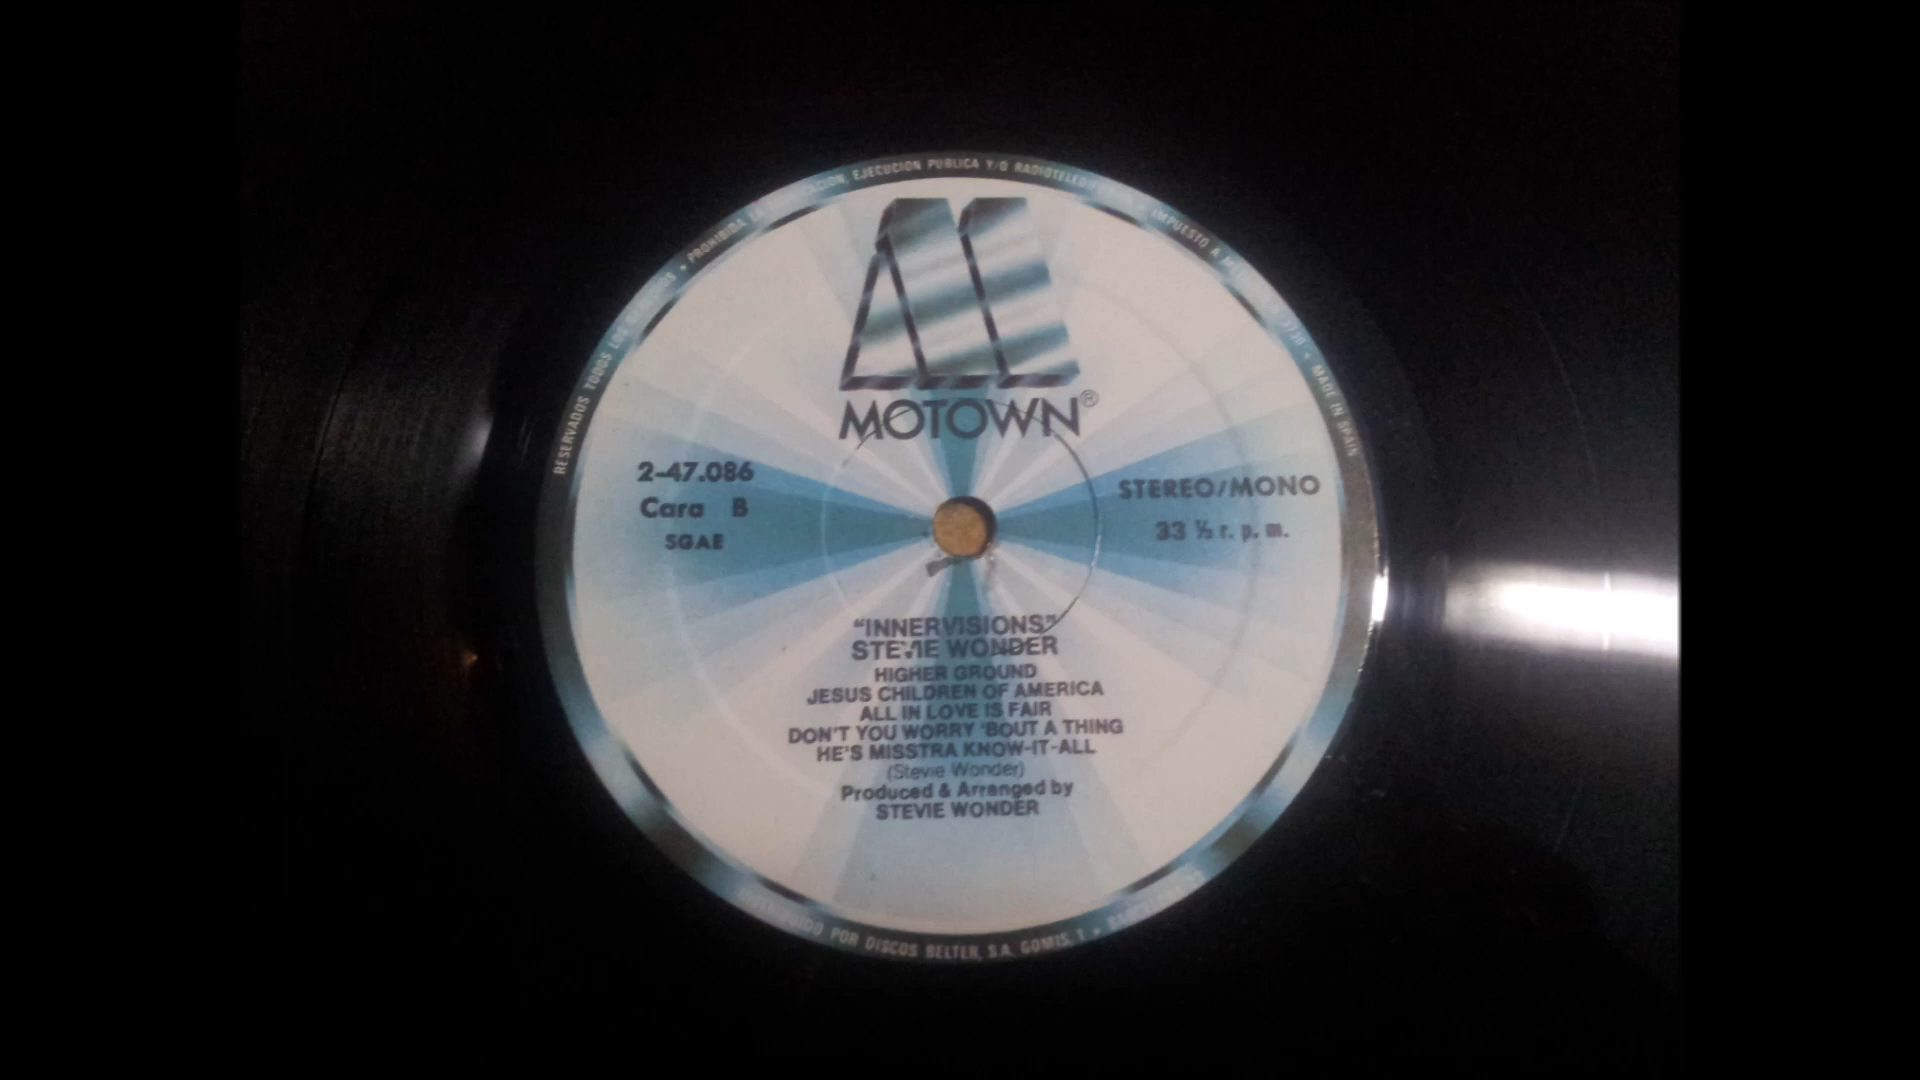 RESERVADOS TODOS LOS
PROHIBIDA
EJECUCION PUBLICA Y/O
IMPUESTO A
MADE IN SPAIN
MOTOWN®
2-47.086
Cara B
SGAE
STEREO/MONO
33 ⅓ r. p. m.
"INNERVISIONS"
STEVIE WONDER
HIGHER GROUND
JESUS CHILDREN OF AMERICA
ALL IN LOVE IS FAIR
DON'T YOU WORRY 'BOUT A THING
HE'S MISSTRA KNOW-IT-ALL
(Stevie Wonder)
Produced & Arranged by
STEVIE WONDER
POR DISCOS BELTER, S.A. GOMIS, 1